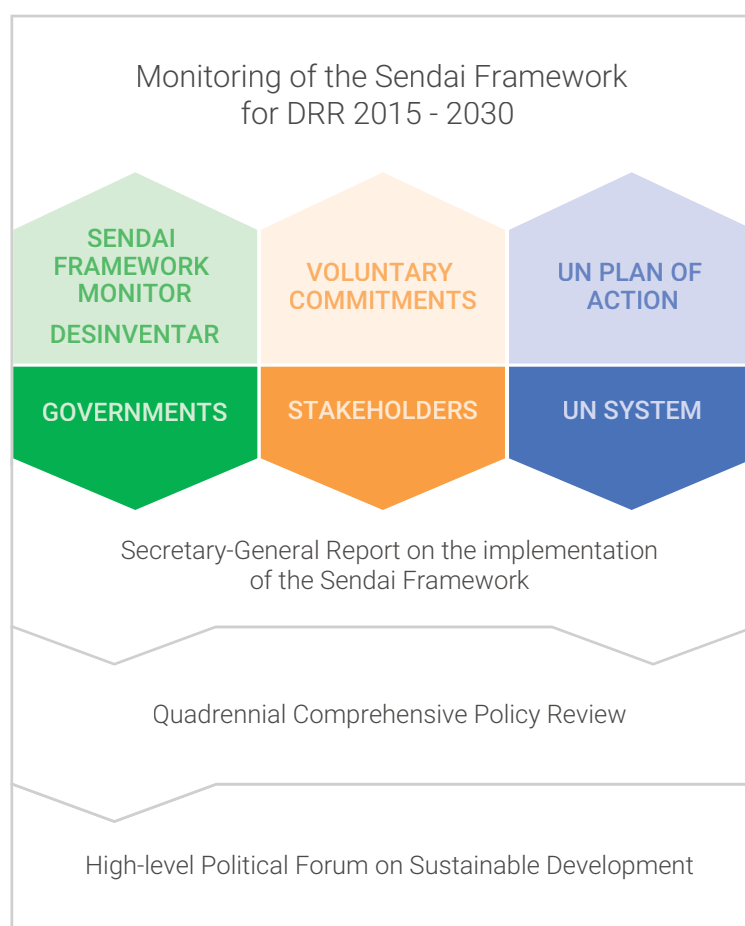 Monitoring of the Sendai Framework
for DRR 2015 - 2030
SENDAI
FRAMEWORK
MONITOR
DESINVENTAR
VOLUNTARY
COMMITMENTS
UN PLAN OF
ACTION
GOVERNMENTS
STAKEHOLDERS
UN SYSTEM
Secretary-General Report on the implementation
of the Sendai Framework
Quadrennial Comprehensive Policy Review
High-level Political Forum on Sustainable Development